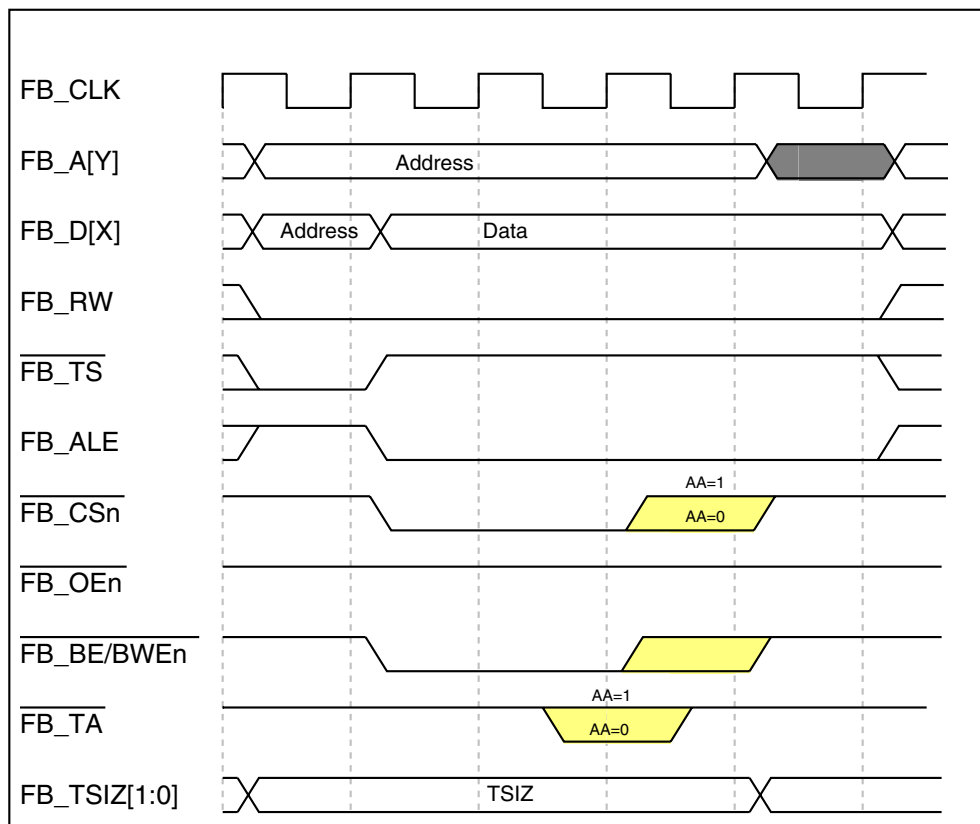 FB_CLK
FB_A[Y] Address
FB_D[X] Address Data
FB_RW
FB_TS
FB_ALE
AA=1
FB_CSn AA=0
FB_OEn
FB_BE/BWEn
AA=1
FB_TA AA=0
FB_TSIZ[1:0] TSIZ